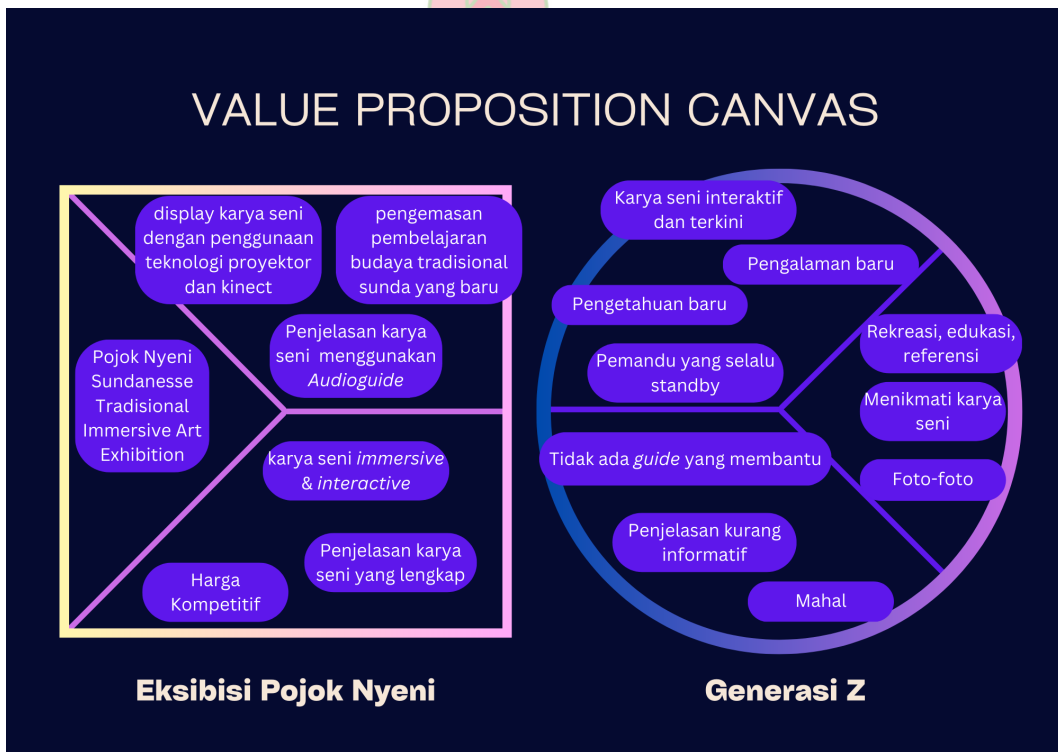 VALUE PROPOSITION CANVAS
display karya seni
dengan penggunaan
teknologi proyektor
dan kinect
pengemasan
pembelajaran
budaya tradisional
sunda yang baru
Penjelasan karya
seni menggunakan
Audioguide
Pojok Nyeni
Sundanesse
Tradisional
Immersive Art
Exhibition
karya seni immersive
& interactive
Penjelasan karya
seni yang lengkap
Harga
Kompetitif
Eksibisi Pojok Nyeni
Karya seni interaktif
dan terkini
Pengalaman baru
Pengetahuan baru
Pemandu yang selalu
standby
Rekreasi, edukasi,
referensi
Menikmati karya
seni
Foto-foto
Tidak ada guide yang membantu
Penjelasan kurang
informatif
Mahal
Generasi Z